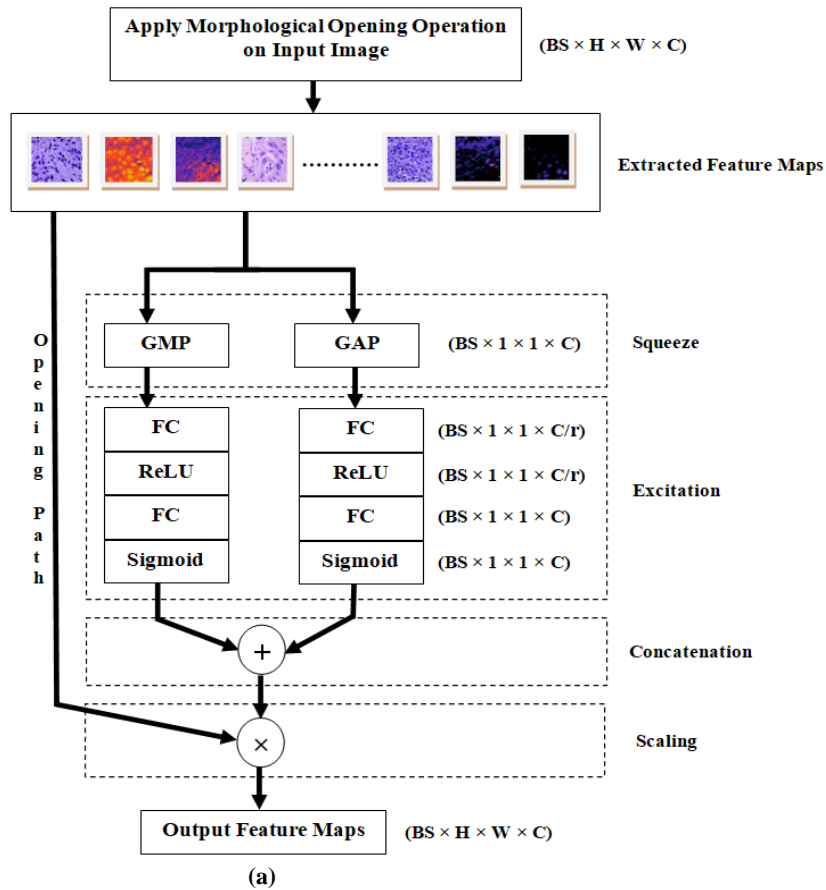 Apply Morphological Opening Operation
on Input Image
(BS × H × W × C)
Extracted Feature Maps
Opening Path
GMP
GAP
(BS × 1 × 1 × C)
Squeeze
FC
FC
(BS × 1 × 1 × C/r)
ReLU
ReLU
(BS × 1 × 1 × C/r)
Excitation
FC
FC
(BS × 1 × 1 × C)
Sigmoid
Sigmoid
(BS × 1 × 1 × C)
+
Concatenation
×
Scaling
Output Feature Maps
(BS × H × W × C)
(a)